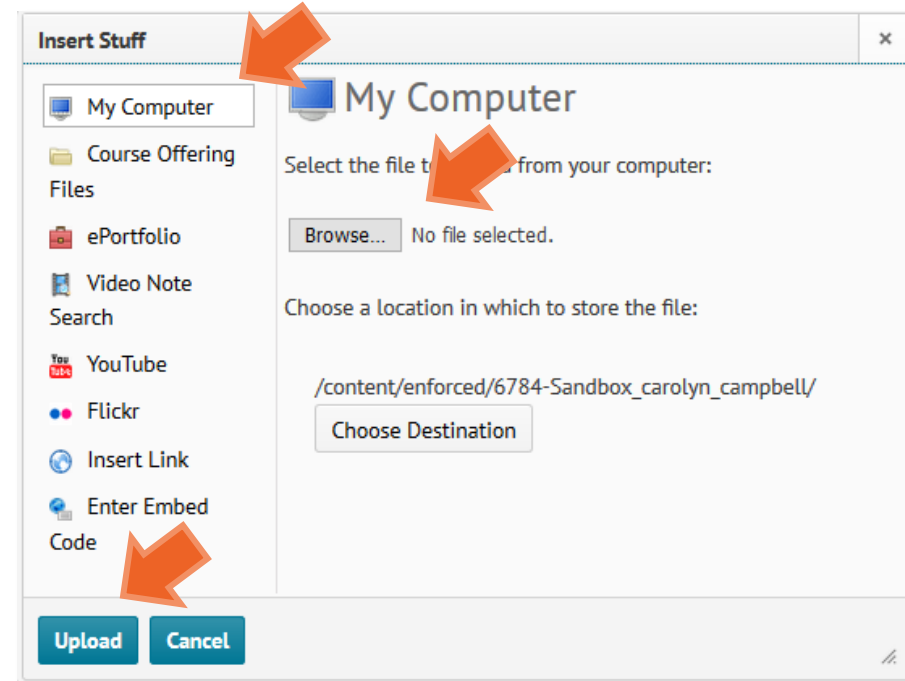 Insert Stuff
×
My Computer
Course Offering
Files
ePortfolio
Video Note
Search
You Tube YouTube
Flickr
Insert Link
Enter Embed
Code
My Computer
Select the file from your computer:
Browse... No file selected.
Choose a location in which to store the file:
/content/enforced/6784-Sandbox_carolyn_campbell/
Choose Destination
Upload Cancel